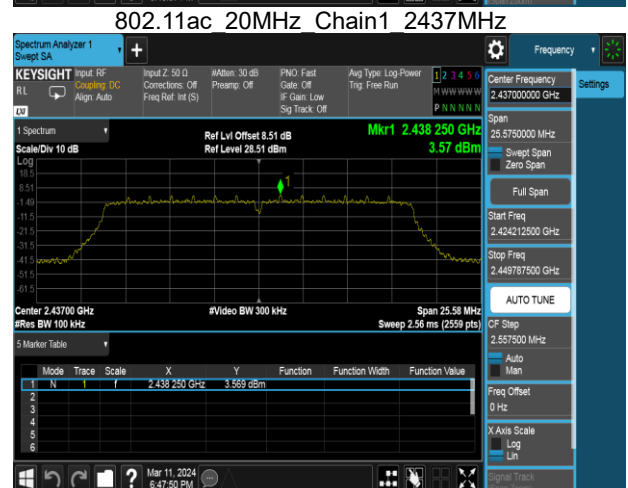 802.11ac_20MHz_Chain1_2437MHz
Spectrum Analyzer 1
Swept SA
+
Frequency
KEYSIGHT
RL
LXI
Input: RF
Coupling: DC
Align: Auto
Input Z: 50 Ω
Corrections: Off
Freq Ref: Int (S)
#Atten: 30 dB
Preamp: Off
PNO: Fast
Gate: Off
IF Gain: Low
Sig Track: Off
Avg Type: Log-Power
Trig: Free Run
1 2 3 4 5 6
M W W W W W
P N N N N N
1 Spectrum
Scale/Div 10 dB
Ref Lvl Offset 8.51 dB
Ref Level 28.51 dBm
Mkr1 2.438 250 GHz
3.57 dBm
Log
18.5
8.51
-1.49
-11.5
-21.5
-31.5
-41.5
-51.5
-61.5
1
Center 2.43700 GHz
#Res BW 100 kHz
#Video BW 300 kHz
Span 25.58 MHz
Sweep 2.56 ms (2559 pts)
5 Marker Table
Mode Trace Scale X Y Function Function Width Function Value
1 N 1 f 2.438 250 GHz 3.569 dBm
2
3
4
5
6
Mar 11, 2024
6:47:50 PM
Center Frequency
2.437000000 GHz
Settings
Span
25.5750000 MHz
Swept Span
Zero Span
Full Span
Start Freq
2.424212500 GHz
Stop Freq
2.449787500 GHz
AUTO TUNE
CF Step
2.557500 MHz
Auto
Man
Freq Offset
0 Hz
X Axis Scale
Log
Lin
Signal Track